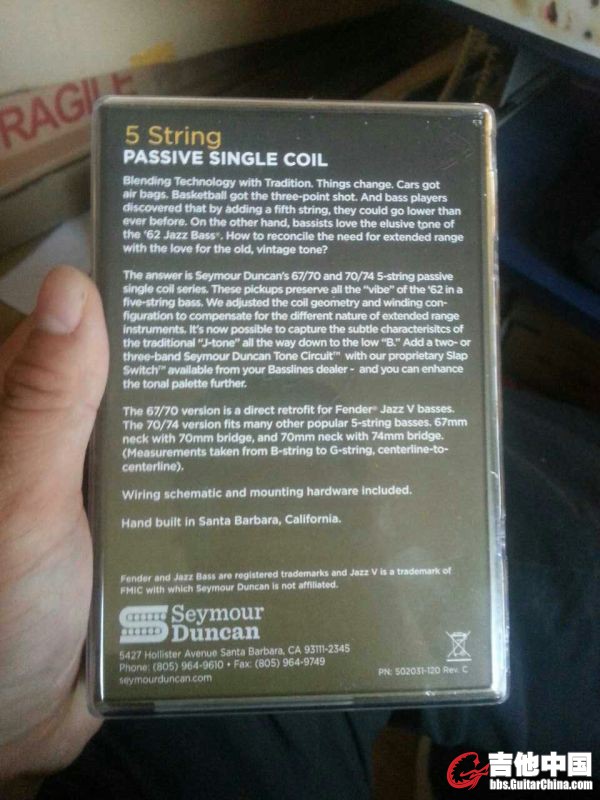 RAGILE
5 String
PASSIVE SINGLE COIL
Blending Technology with Tradition. Things change. Cars got
air bags. Basketball got the three-point shot. And bass players
discovered that by adding a fifth string, they could go lower than
ever before. On the other hand, bassists love the elusive tone of
the '62 Jazz Bass®. How to reconcile the need for extended range
with the love for the old, vintage tone?
The answer is Seymour Duncan's 67/70 and 70/74 5-string passive
single coil series. These pickups preserve all the "vibe" of the '62 in a
five-string bass. We adjusted the coil geometry and winding con-
figuration to compensate for the different nature of extended range
instruments. It's now possible to capture the subtle characterisitcs of
the traditional "J-tone" all the way down to the low "B." Add a two- or
three-band Seymour Duncan Tone Circuit™ with our proprietary Slap
Switch™ available from your Basslines dealer - and you can enhance
the tonal palette further.
The 67/70 version is a direct retrofit for Fender® Jazz V basses.
The 70/74 version fits many other popular 5-string basses. 67mm
neck with 70mm bridge, and 70mm neck with 74mm bridge.
(Measurements taken from B-string to G-string, centerline-to-
centerline).
Wiring schematic and mounting hardware included.
Hand built in Santa Barbara, California.
Fender and Jazz Bass are registered trademarks and Jazz V is a trademark of
FMIC with which Seymour Duncan is not affiliated.
Seymour
Duncan
5427 Hollister Avenue Santa Barbara, CA 93111-2345
Phone: (805) 964-9610 • Fax: (805) 964-9749
seymourduncan.com
PN: 502031-120 Rev. C
吉他中国
bbs.GuitarChina.com